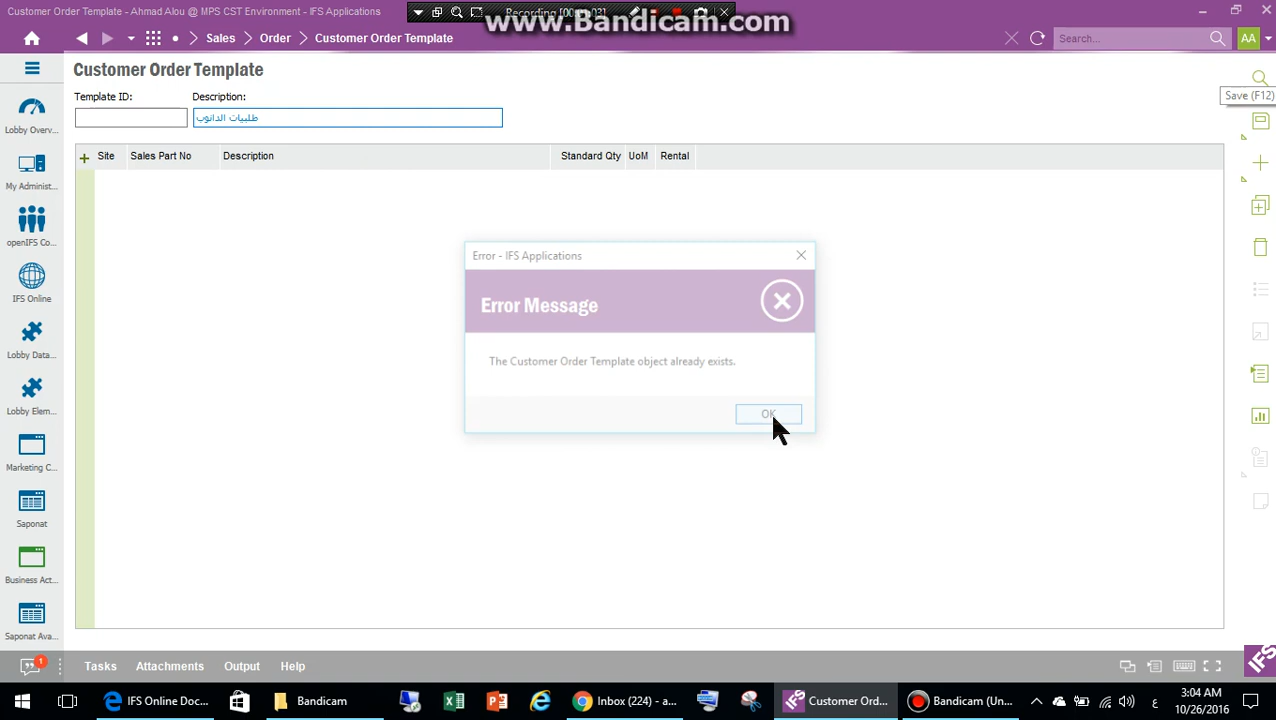 Customer Order Template - Ahmad Alou @ MPS CST Environment - IFS Applications
www.Bandicam.com
Sales
Order
Customer Order Template
Search...
AA
Customer Order Template
Template ID:
Description:
طلبيات الدانوب
Save (F12)
Site
Sales Part No
Description
Standard Qty
UoM
Rental
Lobby Overv...
My Administ...
openIFS Co...
IFS Online
Lobby Data...
Lobby Elem...
Marketing C...
Saponat
Business Act...
Saponat Ava...
Error - IFS Applications
Error Message
The Customer Order Template object already exists.
OK
1
Tasks
Attachments
Output
Help
IFS
IFS Online Doc...
Bandicam
Inbox (224) - a...
Customer Ord...
Bandicam (Un...
ع
3:04 AM
10/26/2016